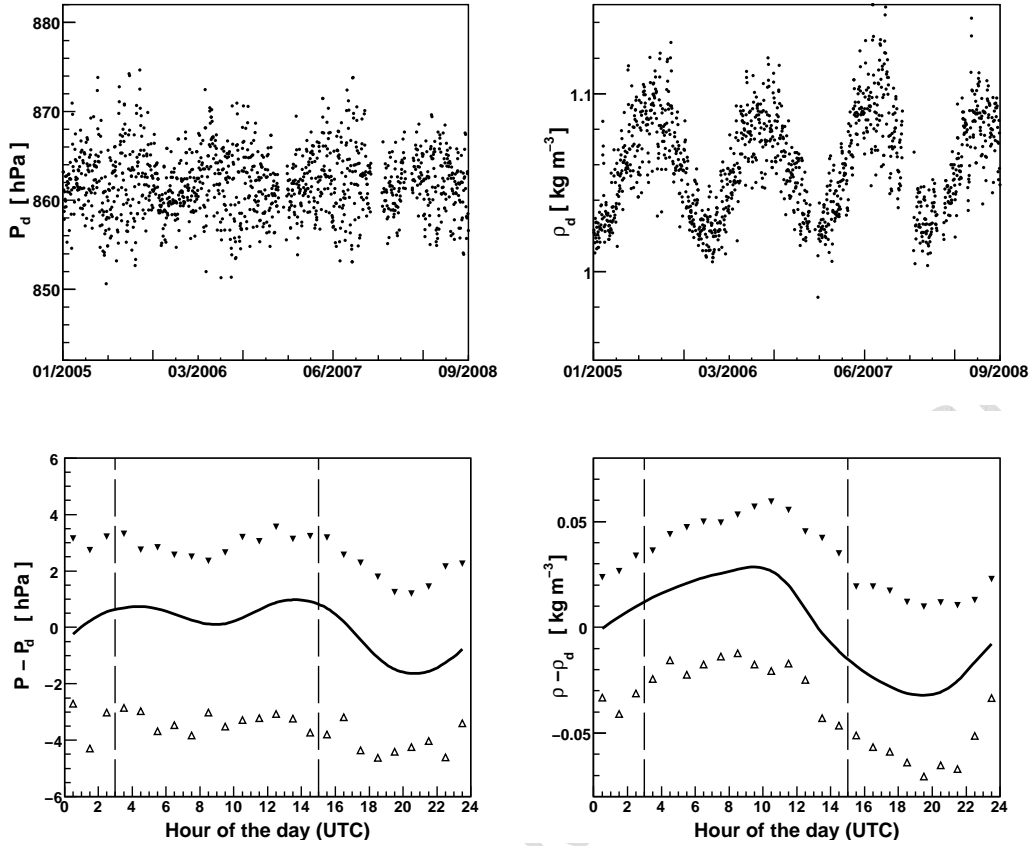 880
870
860
850
P_d [ hPa ]
01/2005 03/2006 06/2007 09/2008
1.1
1
ρ_d [ kg m⁻³ ]
01/2005 03/2006 06/2007 09/2008
6
4
2
0
−2
−4
−6
P − P_d [ hPa ]
0 2 4 6 8 10 12 14 16 18 20 22 24
Hour of the day (UTC)
0.05
0
−0.05
ρ − ρ_d [ kg m⁻³ ]
0 2 4 6 8 10 12 14 16 18 20 22 24
Hour of the day (UTC)